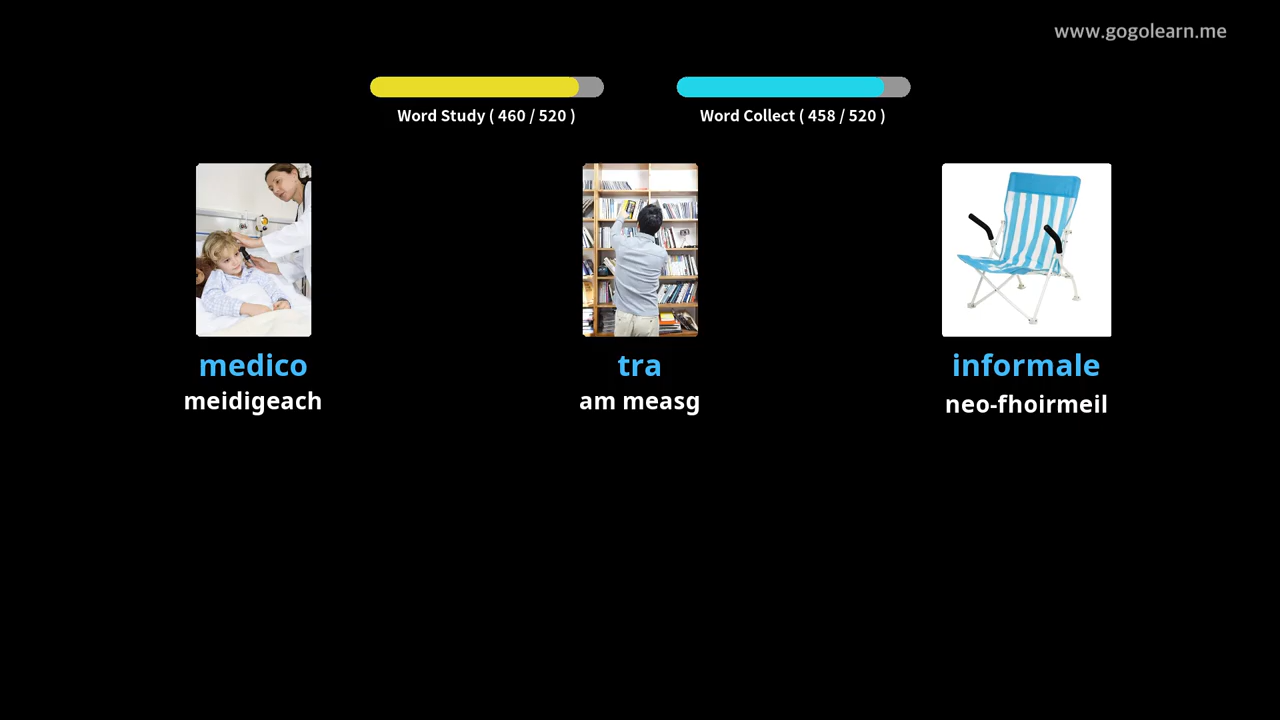 www.gogolearn.me
Word Study ( 460 / 520 )
Word Collect ( 458 / 520 )
medico
meidigeach
tra
am measg
informale
neo-fhoirmeil